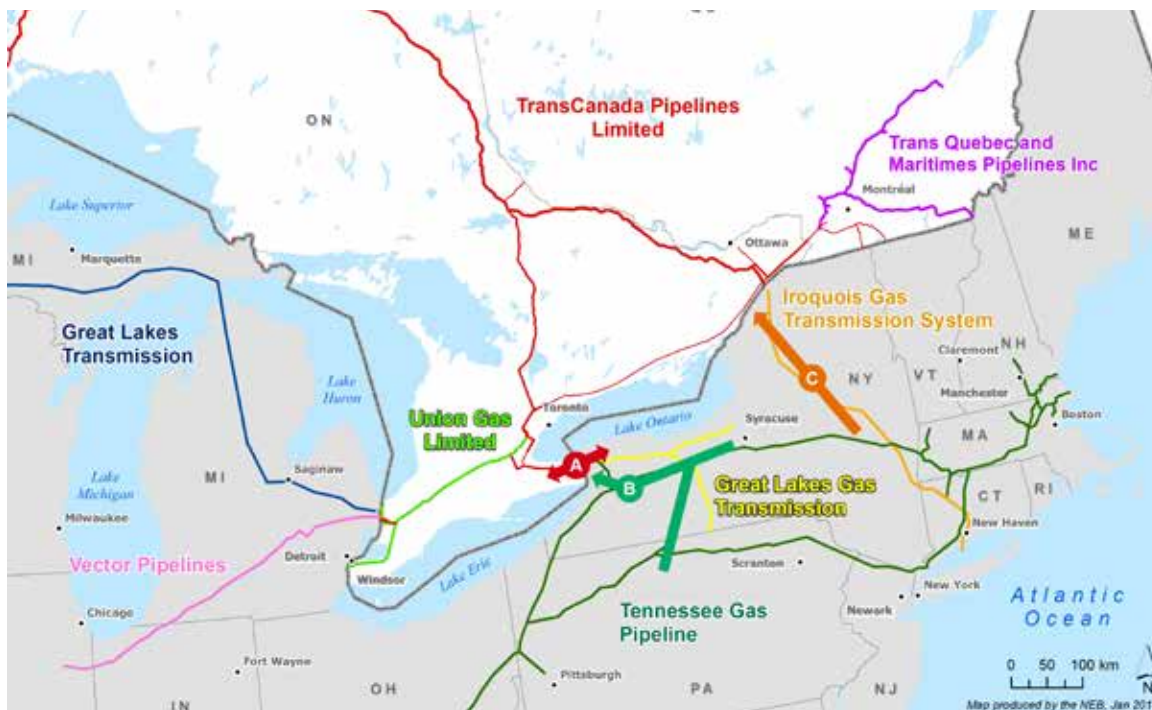 ON
TransCanada Pipelines
Limited
Trans Quebec and
Maritimes Pipelines Inc
Montréal
Lake Superior
Ottawa
ME
MI
Marquette
Iroquois Gas
Transmission System
Great Lakes
Transmission
NH
Claremont
C
NY
VT
Manchester
Lake
Huron
Toronto
Lake Ontario
Syracuse
Boston
Union Gas
Limited
MA
MI
Saginaw
A
B
Great Lakes Gas
Transmission
CT
RI
Lake
Michigan
Milwaukee
New Haven
Detroit
Vector Pipelines
Windsor
Lake Erie
Scranton
New York
Newark
Chicago
Tennessee Gas
Pipeline
Atlantic
Ocean
Fort Wayne
Pittsburgh
0 50 100 km
OH
PA
NJ
IN
N
Map produced by the NEB, Jan 201